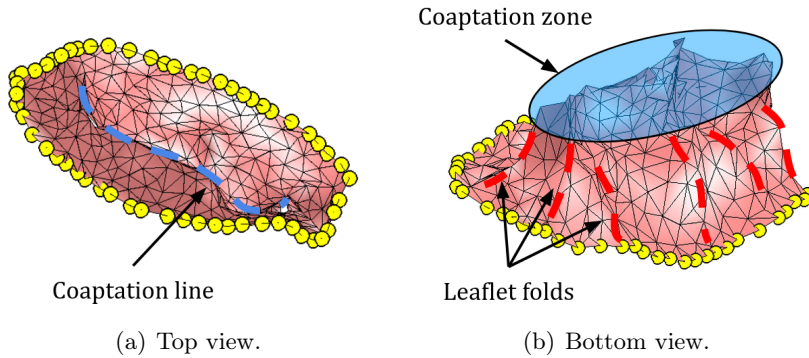 Coaptation zone
Coaptation line
Leaflet folds
(a) Top view.
(b) Bottom view.